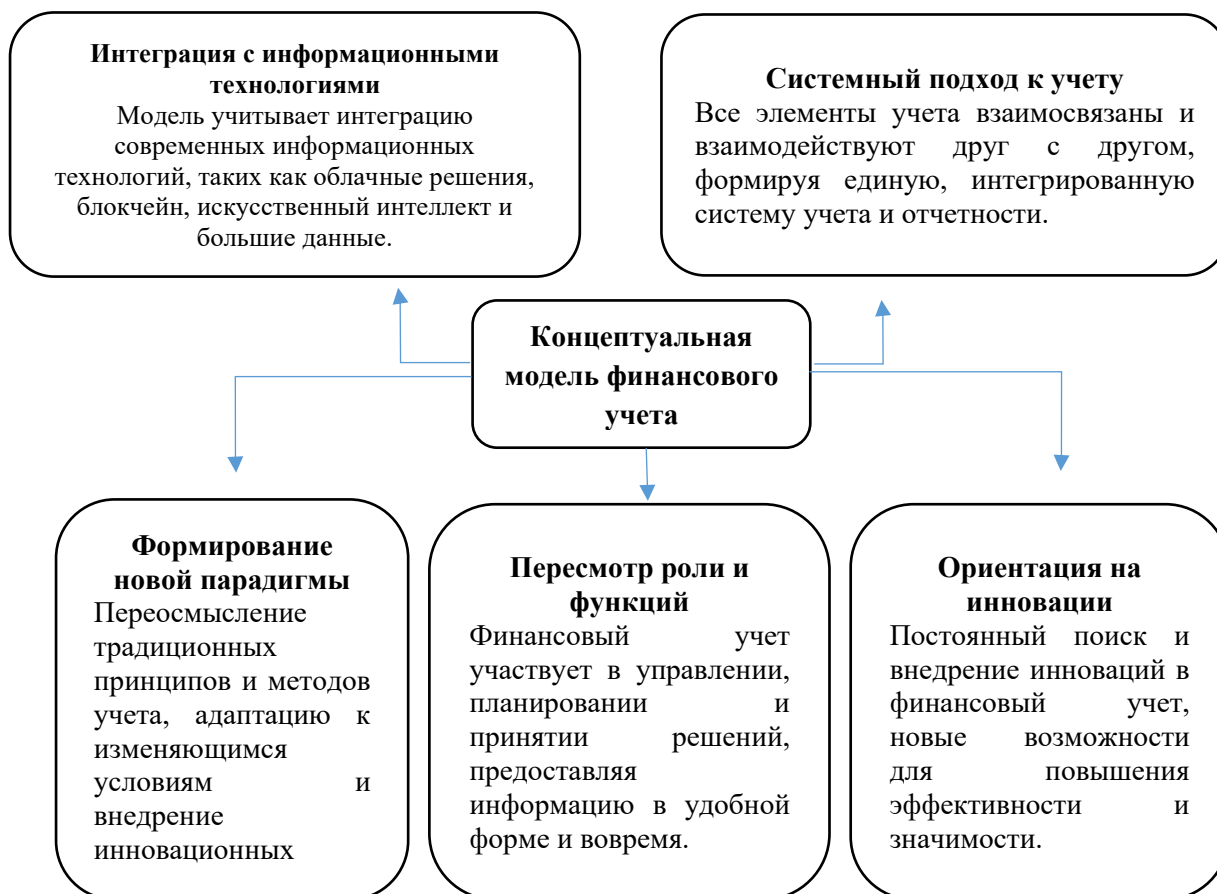 Интеграция с информационными
технологиями
Модель учитывает интеграцию
современных информационных
технологий, таких как облачные решения,
блокчейн, искусственный интеллект и
большие данные.
Системный подход к учету
Все элементы учета взаимосвязаны и
взаимодействуют друг с другом,
формируя единую, интегрированную
систему учета и отчетности.
Концептуальная
модель финансового
учета
Формирование
новой парадигмы
Переосмысление
традиционных
принципов и методов
учета, адаптацию к
изменяющимся
условиям и
внедрение
инновационных
Пересмотр роли и
функций
Финансовый учет
участвует в управлении,
планировании и
принятии решений,
предоставляя
информацию в удобной
форме и вовремя.
Ориентация на
инновации
Постоянный поиск и
внедрение инноваций в
финансовый учет,
новые возможности
для повышения
эффективности и
значимости.